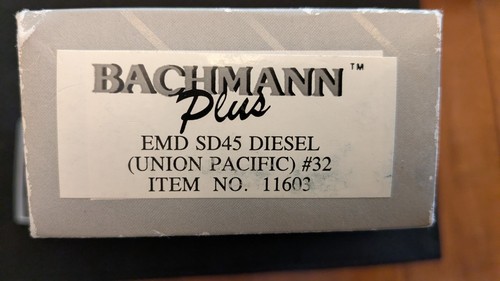 BACHMANN™
Plus
EMD SD45 DIESEL
(UNION PACIFIC) #32
ITEM NO. 11603